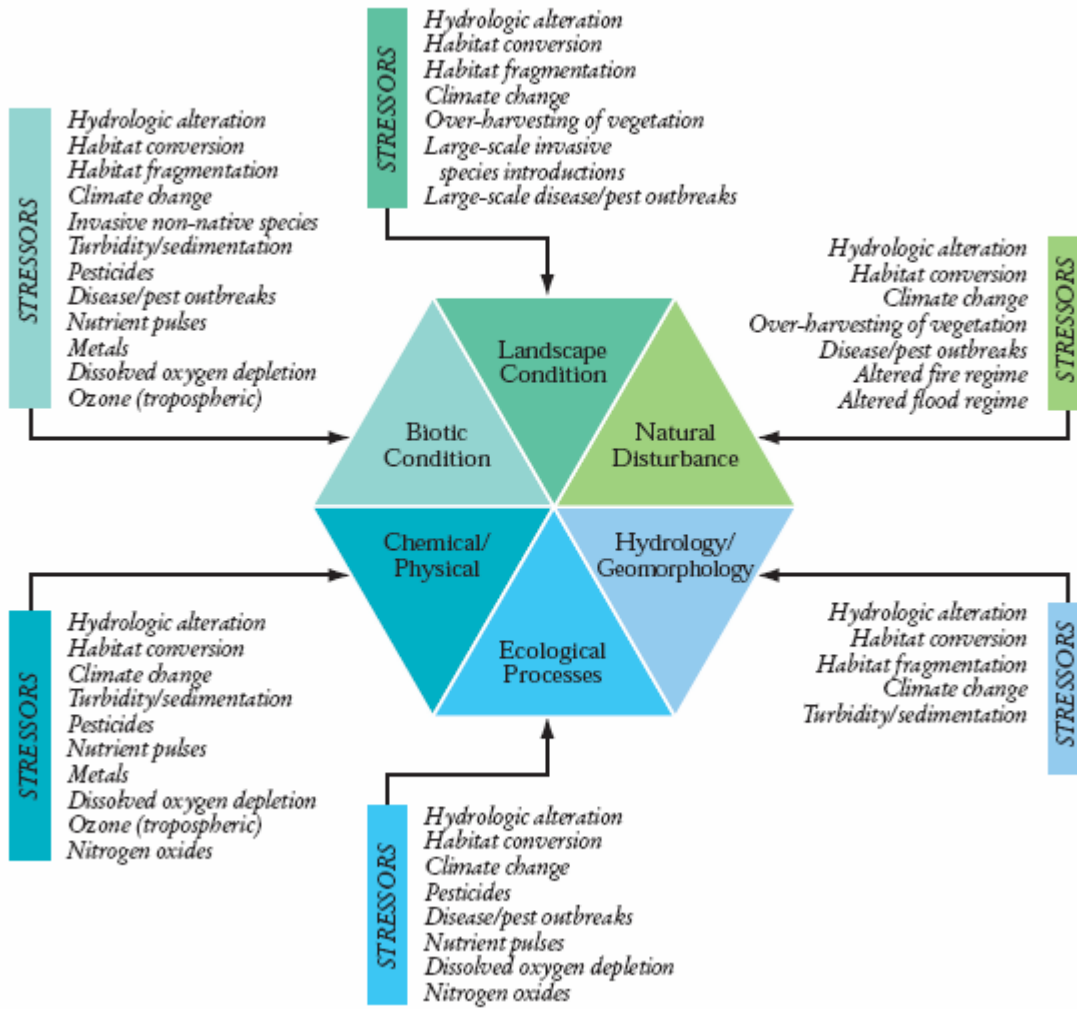 STRESSORS
Hydrologic alteration
Habitat conversion
Habitat fragmentation
Climate change
Over-harvesting of vegetation
Large-scale invasive
species introductions
Large-scale disease/pest outbreaks
STRESSORS
Hydrologic alteration
Habitat conversion
Habitat fragmentation
Climate change
Invasive non-native species
Turbidity/sedimentation
Pesticides
Disease/pest outbreaks
Nutrient pulses
Metals
Dissolved oxygen depletion
Ozone (tropospheric)
Hydrologic alteration
Habitat conversion
Climate change
Over-harvesting of vegetation
Disease/pest outbreaks
Altered fire regime
Altered flood regime
STRESSORS
Landscape
Condition
Biotic
Condition
Natural
Disturbance
Chemical/
Physical
Hydrology/
Geomorphology
Ecological
Processes
STRESSORS
Hydrologic alteration
Habitat conversion
Climate change
Turbidity/sedimentation
Pesticides
Nutrient pulses
Metals
Dissolved oxygen depletion
Ozone (tropospheric)
Nitrogen oxides
Hydrologic alteration
Habitat conversion
Habitat fragmentation
Climate change
Turbidity/sedimentation
STRESSORS
STRESSORS
Hydrologic alteration
Habitat conversion
Climate change
Pesticides
Disease/pest outbreaks
Nutrient pulses
Dissolved oxygen depletion
Nitrogen oxides